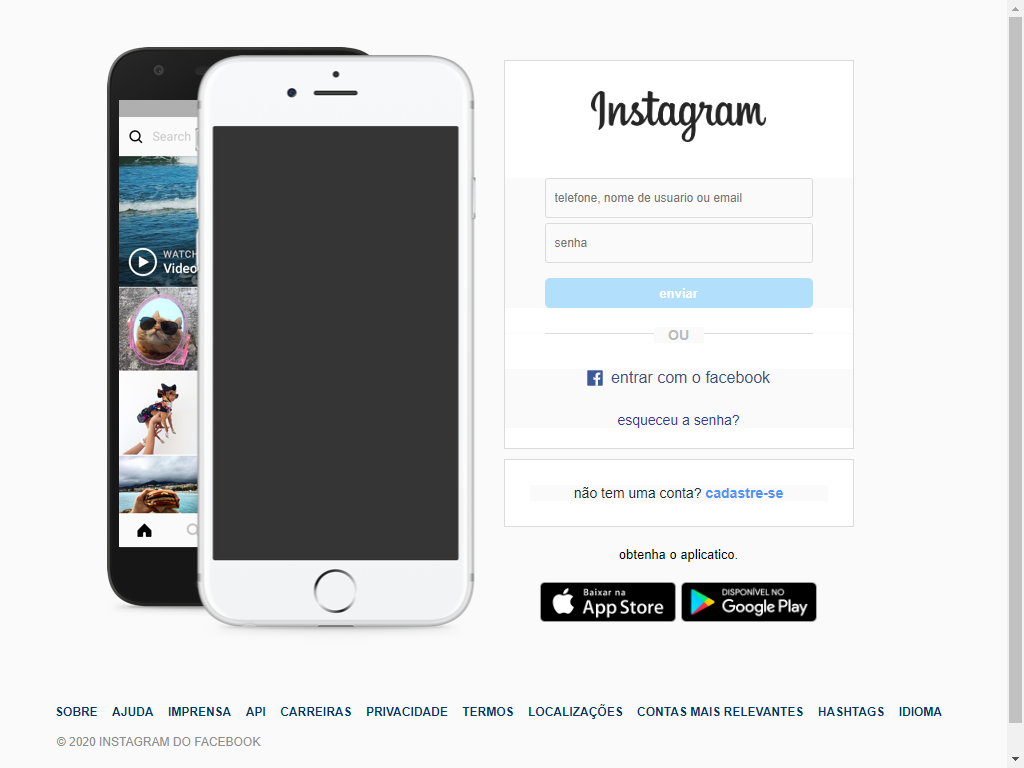 Instagram
Search
WATCH
Video
telefone, nome de usuario ou email
senha
enviar
OU
entrar com o facebook
esqueceu a senha?
não tem uma conta? cadastre-se
obtenha o aplicatico.
Baixar na
App Store
DISPONÍVEL NO
Google Play
SOBRE AJUDA IMPRENSA API CARREIRAS PRIVACIDADE TERMOS LOCALIZAÇÕES CONTAS MAIS RELEVANTES HASHTAGS IDIOMA
© 2020 INSTAGRAM DO FACEBOOK